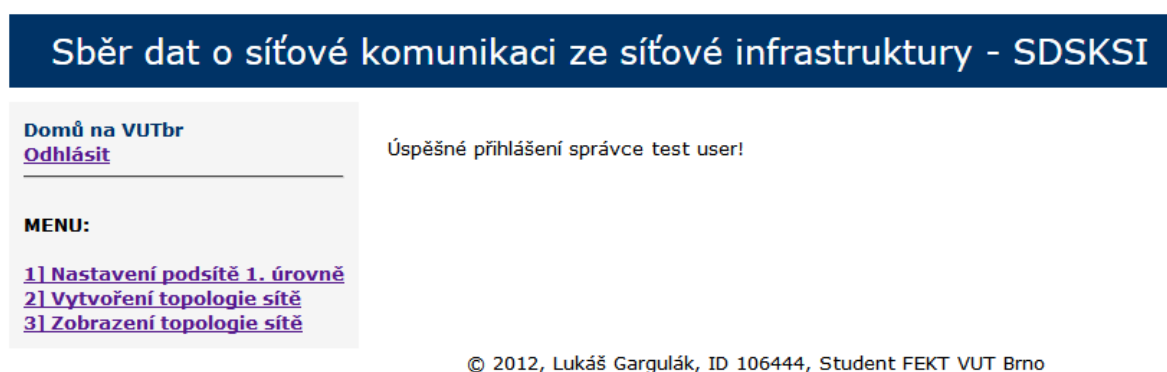 Sběr dat o síťové komunikaci ze síťové infrastruktury - SDSKSI
Domů na VUTbr
Odhlásit
MENU:
1] Nastavení podsítě 1. úrovně
2] Vytvoření topologie sítě
3] Zobrazení topologie sítě
Úspěšné přihlášení správce test user!
© 2012, Lukáš Gargulák, ID 106444, Student FEKT VUT Brno